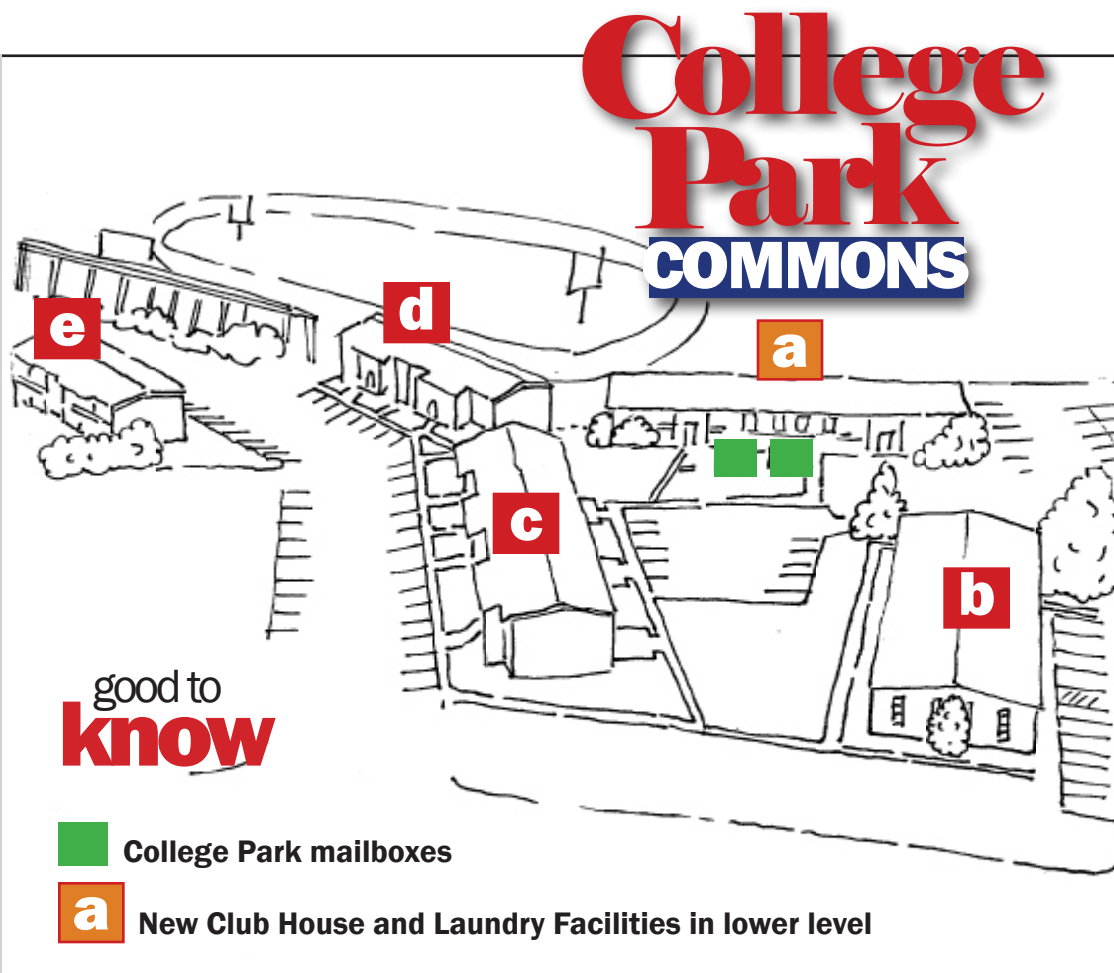 College
Park
COMMONS
e
d
a
c
b
good to
know
College Park mailboxes
a New Club House and Laundry Facilities in lower level